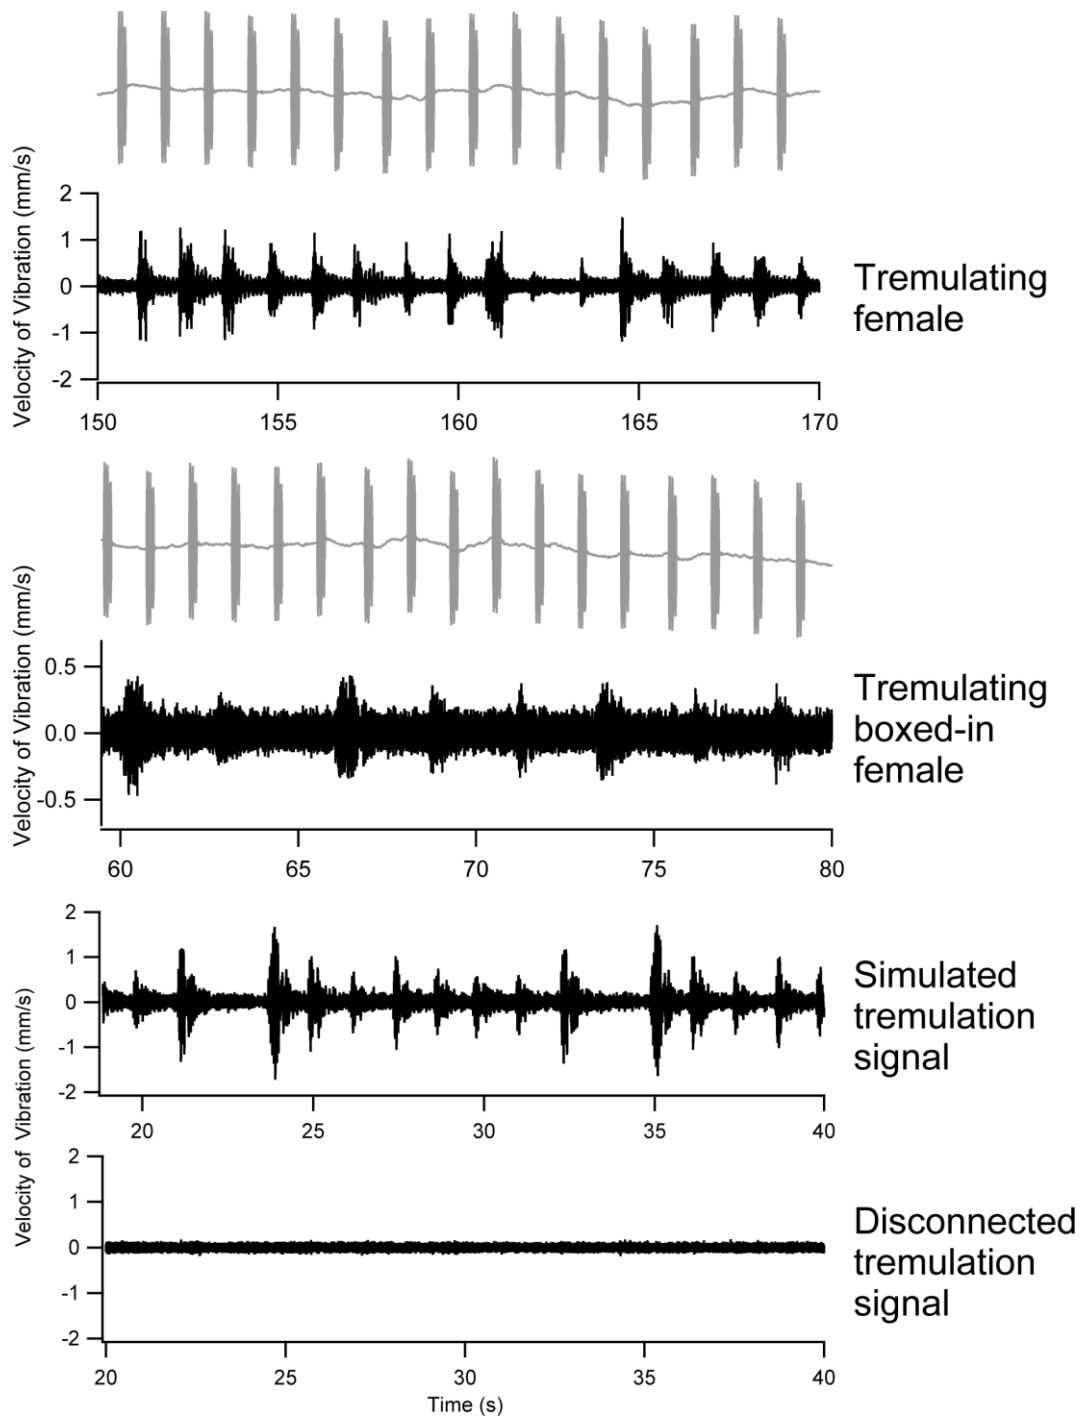 Velocity of Vibration (mm/s)
2
1
0
-1
-2
150
155
160
165
170
Tremulating
female
Velocity of Vibration (mm/s)
0.5
0.0
-0.5
60
65
70
75
80
Tremulating
boxed-in
female
Velocity of Vibration (mm/s)
2
1
0
-1
-2
20
25
30
35
40
Simulated
tremulation
signal
2
1
0
-1
-2
20
25
30
35
40
Time (s)
Disconnected
tremulation
signal